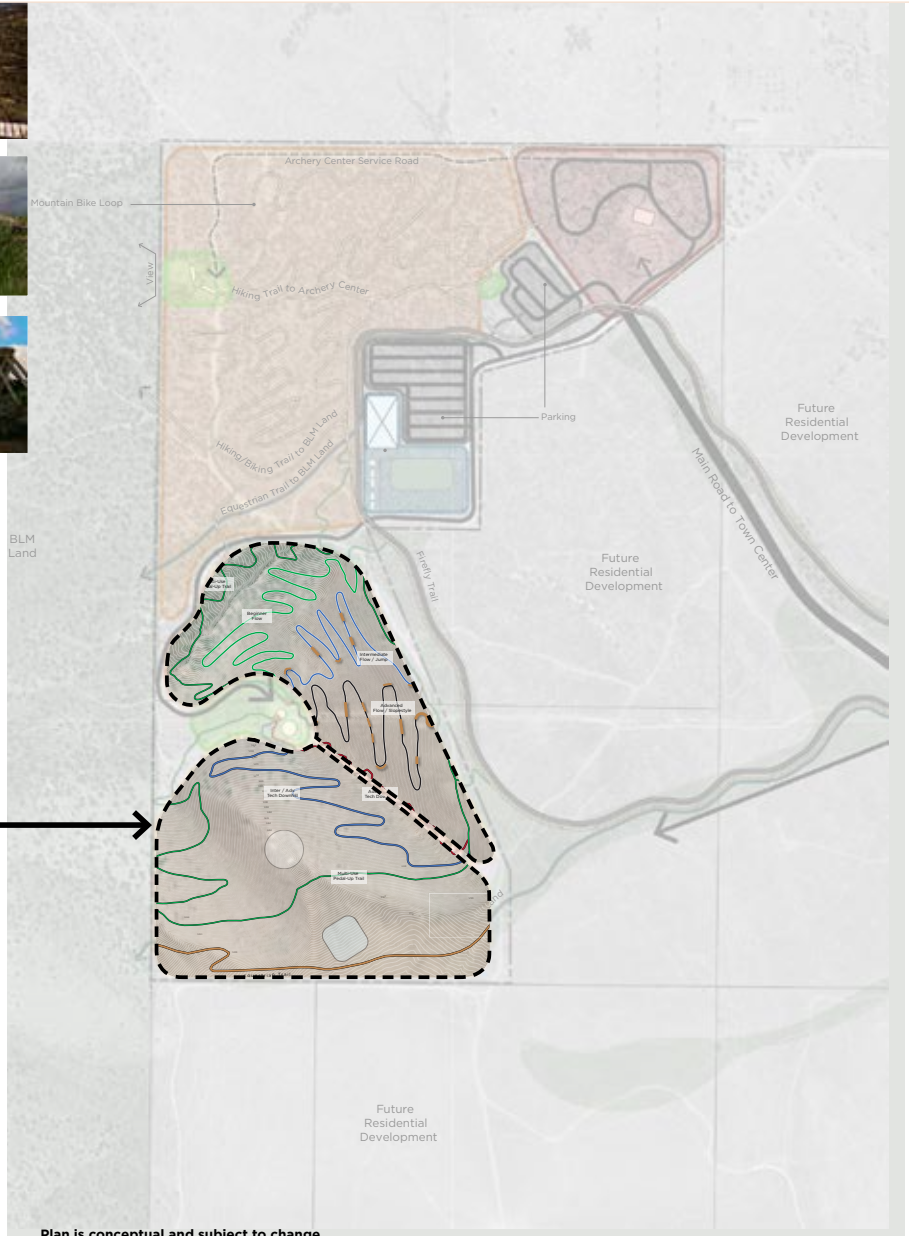 Archery Center Service Road
Mountain Bike Loop
View
Hiking Trail to Archery Center
Parking
Future
Residential
Development
Hiking/Biking Trail to BLM Land
Equestrian Trail to BLM Land
Main Road to Town Center
BLM
Land
Firefly Trail
Future
Residential
Development
Beginner
Flow
Intermediate
Flow / Jump
Advanced
Flow / Slopestyle
Inter / Adv
Tech Downhill
Multi-Use
Pedal-Up Trail
Future
Residential
Development
Plan is conceptual and subject to change